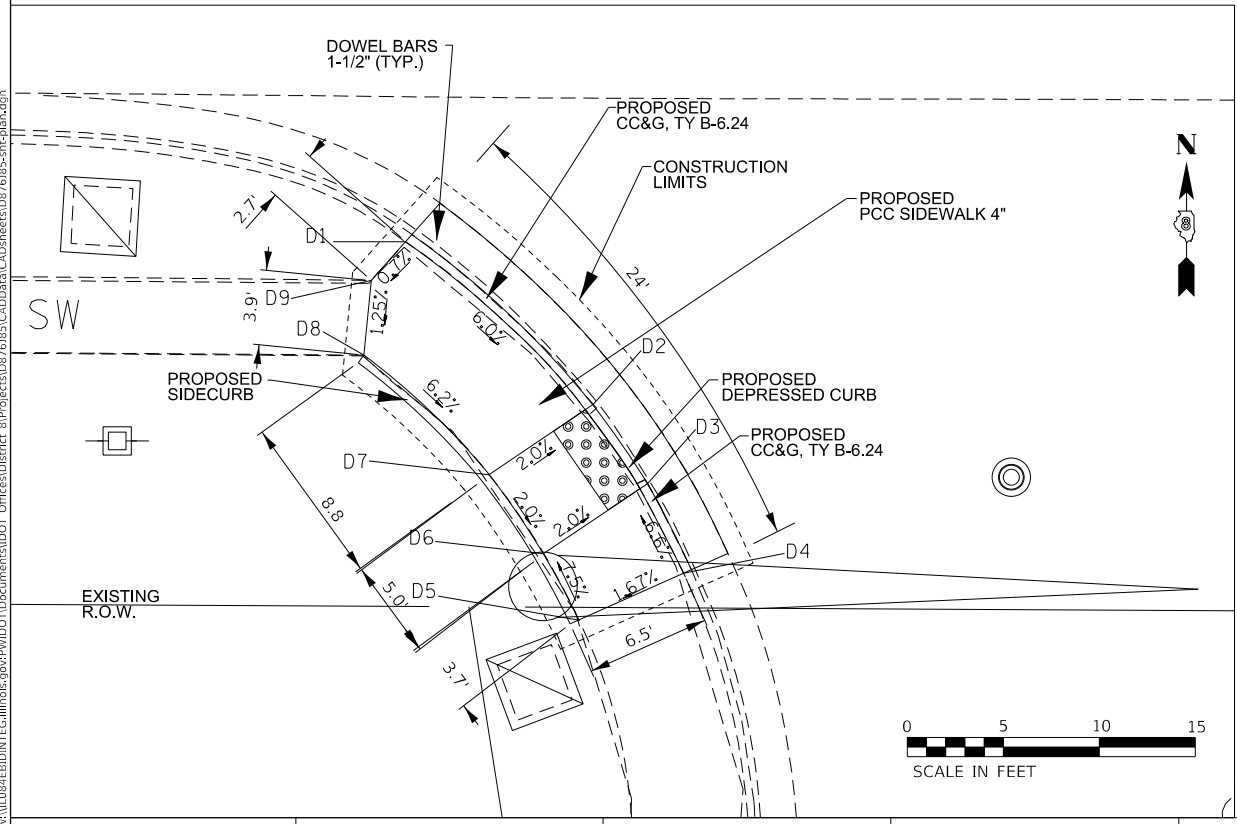 DOWEL BARS
1-1/2" (TYP.)
PROPOSED
CC&G, TY B-6.24
CONSTRUCTION
LIMITS
N
8
PROPOSED
PCC SIDEWALK 4"
2.7'
D1
24'
D9
0.7%
3.9'
1.25%
SW
6.0%
D8
D2
PROPOSED
SIDECURB
6.2%
PROPOSED
DEPRESSED CURB
D3
PROPOSED
CC&G, TY B-6.24
D7
2.0%
8.8
2.0%
2.0%
6.6%
D6
D4
7.5%
1.67%
EXISTING
R.O.W.
5.0'
D5
6.5'
3.7'
0 5 10 15
SCALE IN FEET